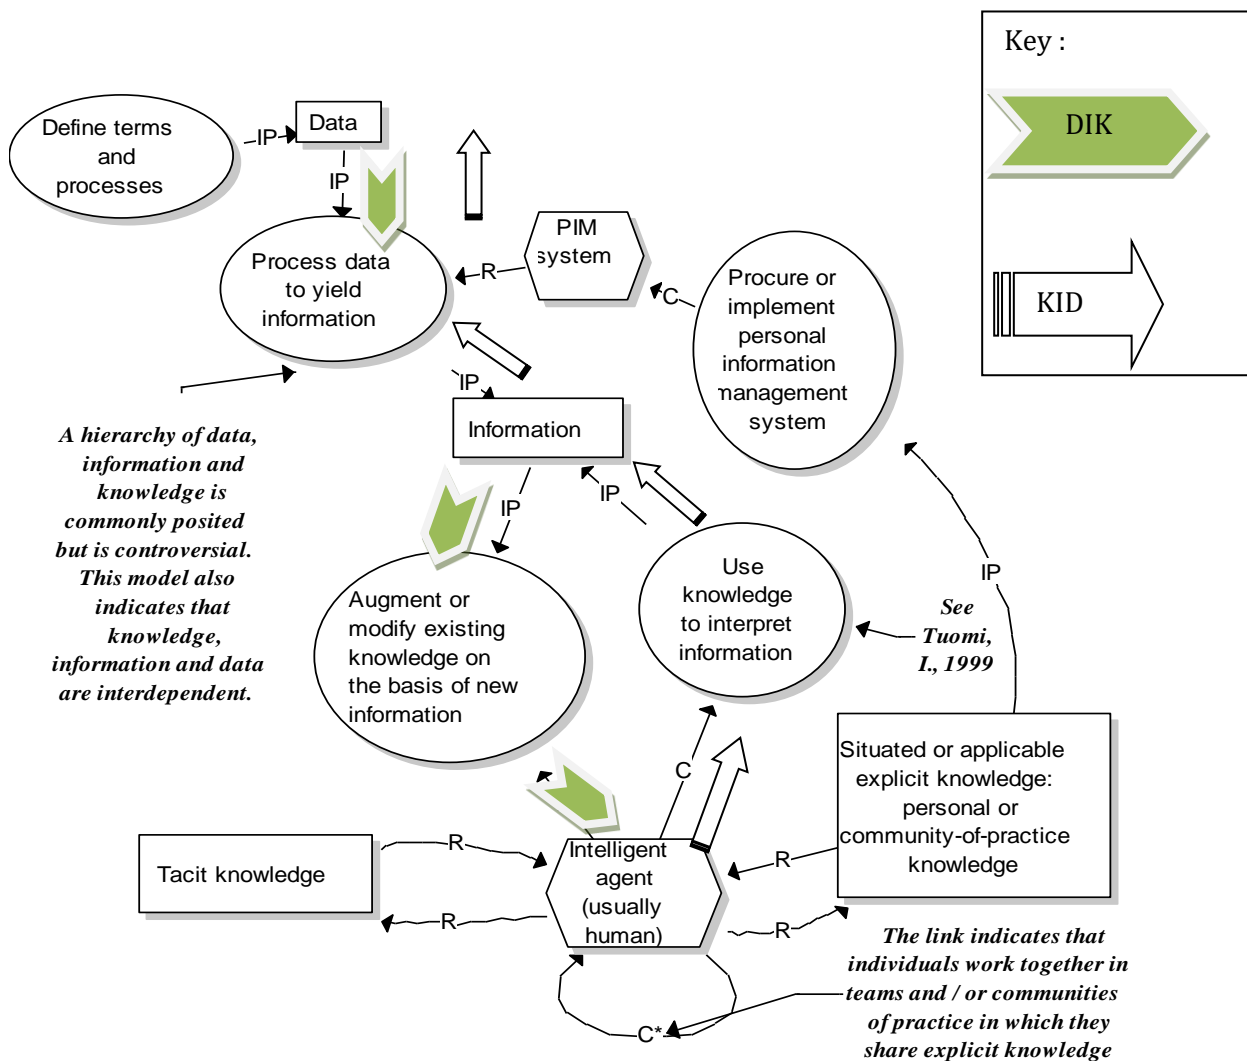 Key :
DIK
KID
Define terms
and
processes
IP
Data
IP
Process data
to yield
information
R
PIM
system
C
Procure or
implement
personal
information
management
system
IP
Information
A hierarchy of data,
information and
knowledge is
commonly posited
but is controversial.
This model also
indicates that
knowledge,
information and data
are interdependent.
IP
IP
Augment or
modify existing
knowledge on
the basis of new
information
Use
knowledge
to interpret
information
IP
See
Tuomi,
I., 1999
C
Situated or applicable
explicit knowledge:
personal or
community-of-practice
knowledge
Tacit knowledge
R
R
Intelligent
agent
(usually
human)
R
R
C*
The link indicates that
individuals work together in
teams and / or communities
of practice in which they
share explicit knowledge